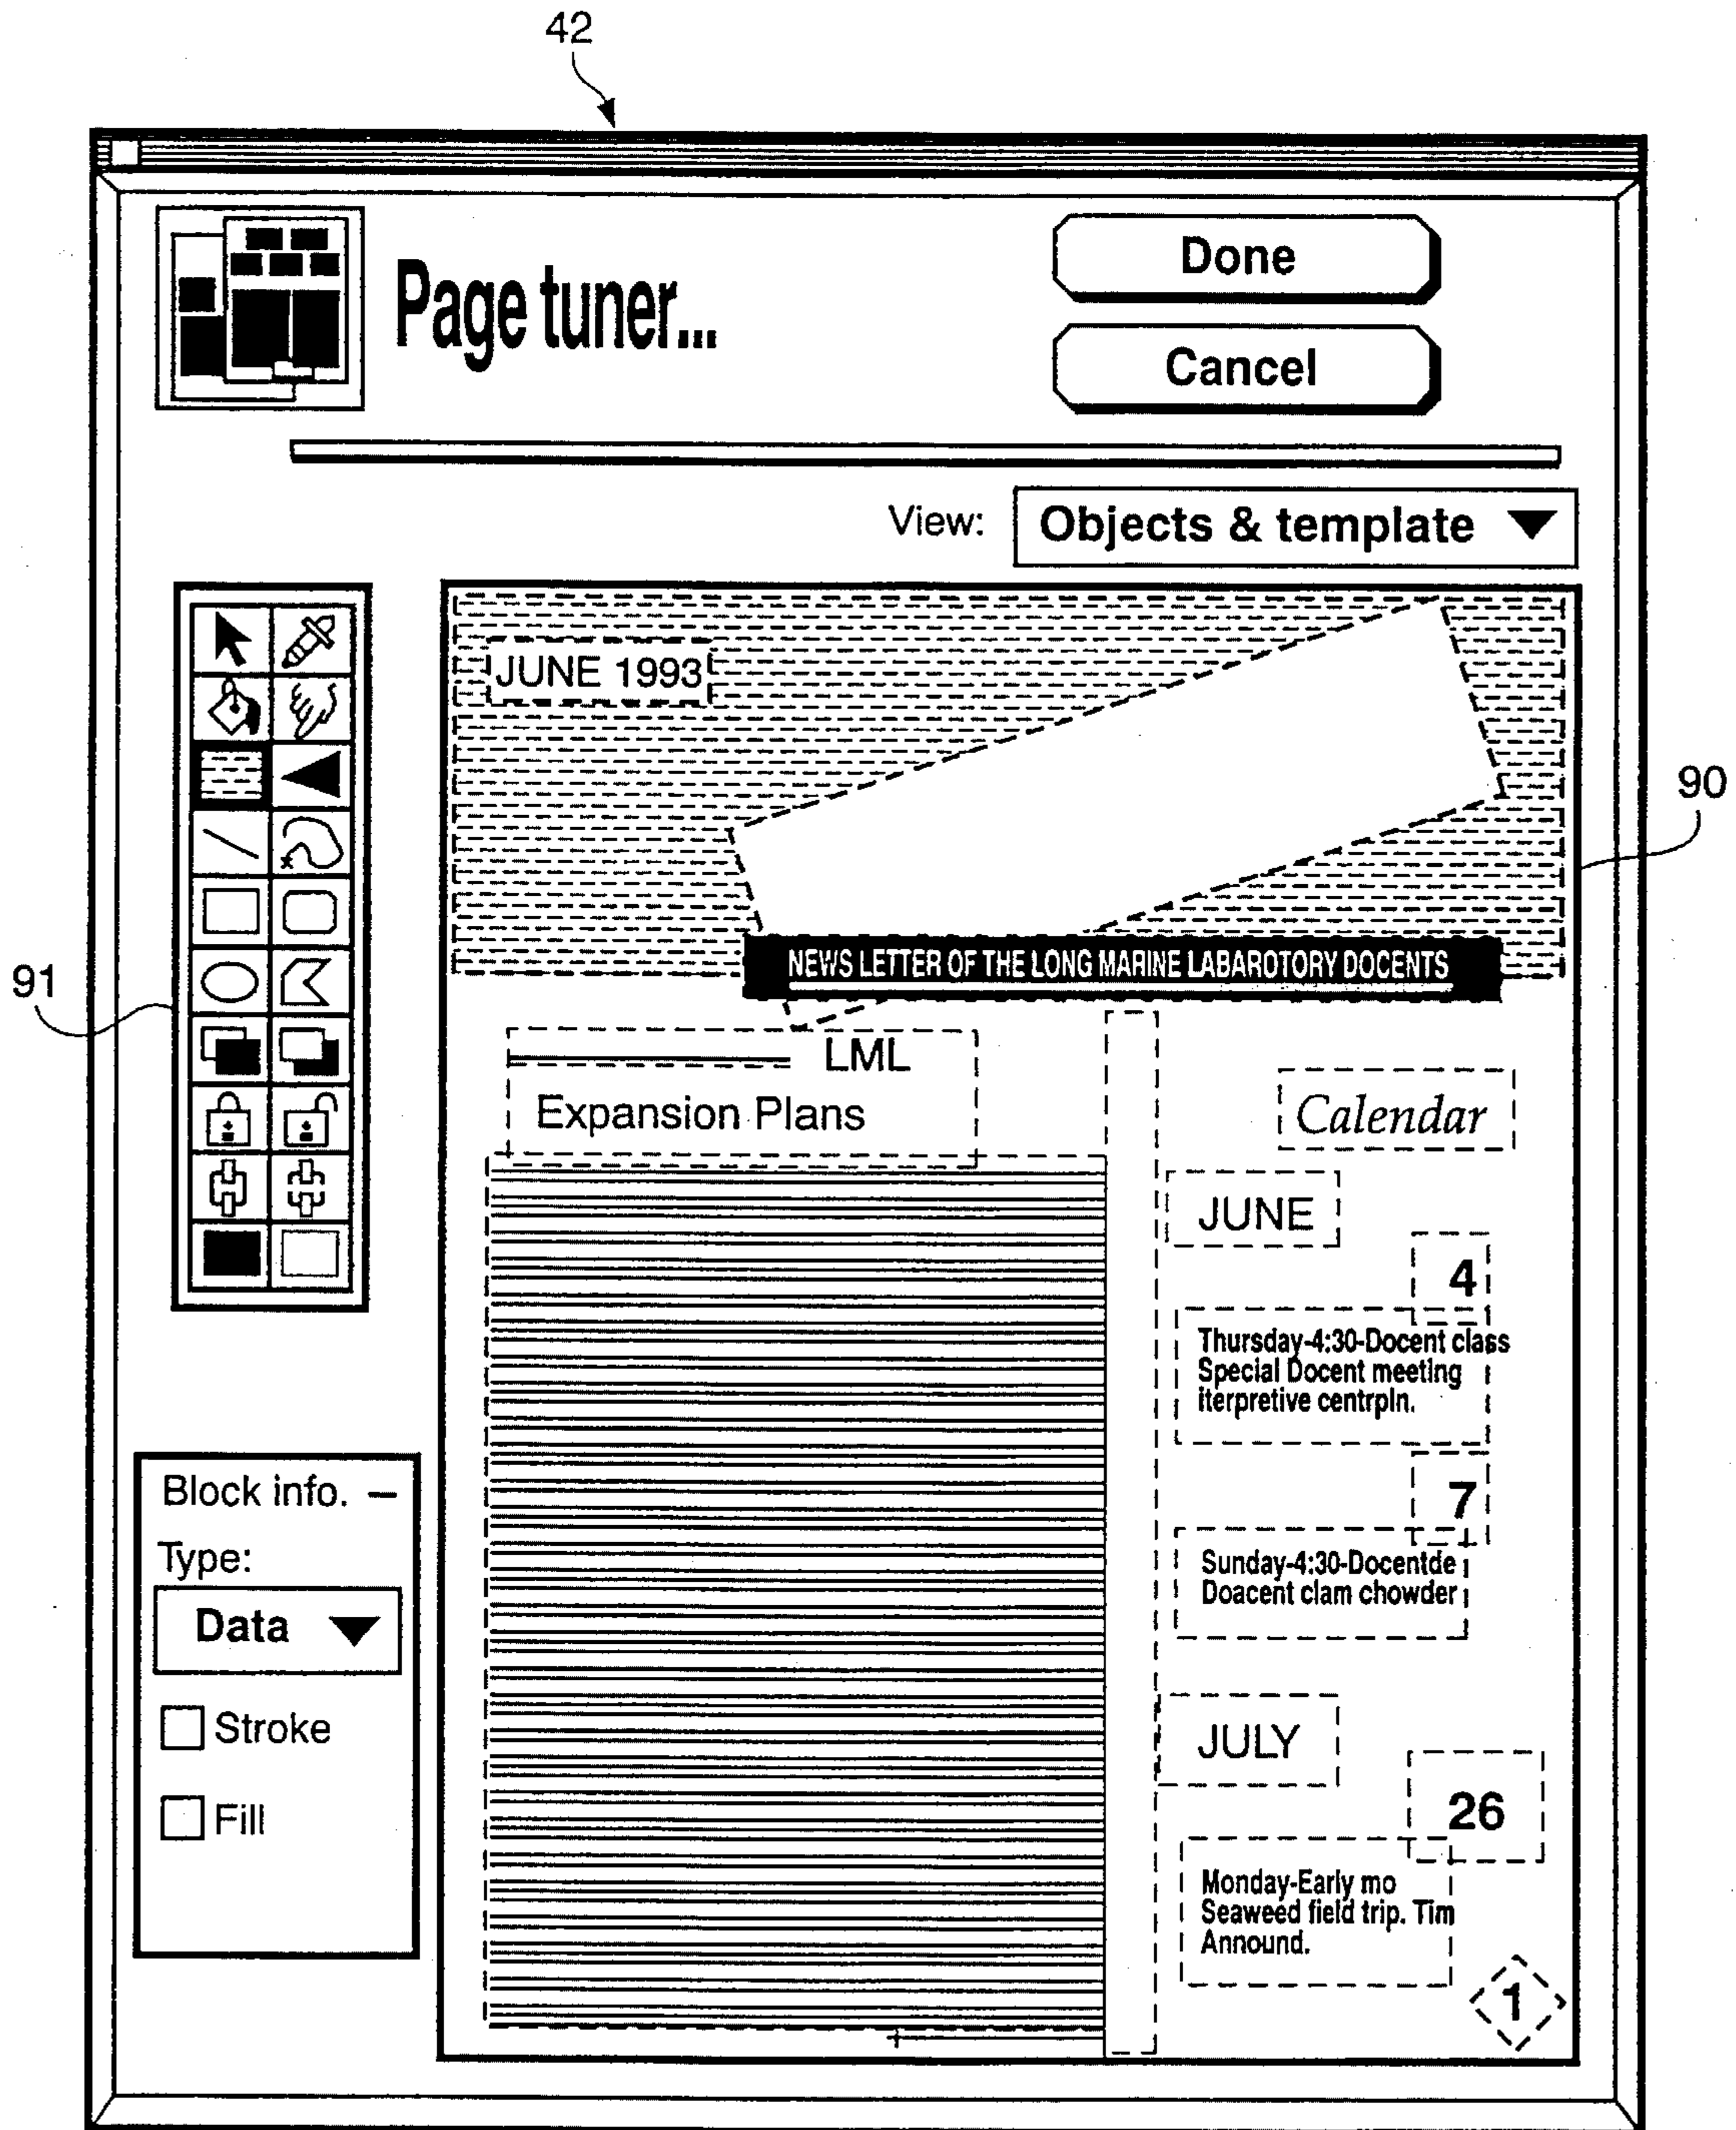 42
Page tuner...
Done
Cancel
View:
Objects & template
JUNE 1993
90
NEWS LETTER OF THE LONG MARINE LABAROTORY DOCENTS
91
LML
Expansion Plans
Calendar
JUNE
4
Thursday-4:30-Docent class
Special Docent meeting
iterpretive centrpln.
7
Sunday-4:30-Docentde
Doacent clam chowder
JULY
26
Monday-Early mo
Seaweed field trip. Tim
Annound.
1
Block info. –
Type:
Data
Stroke
Fill